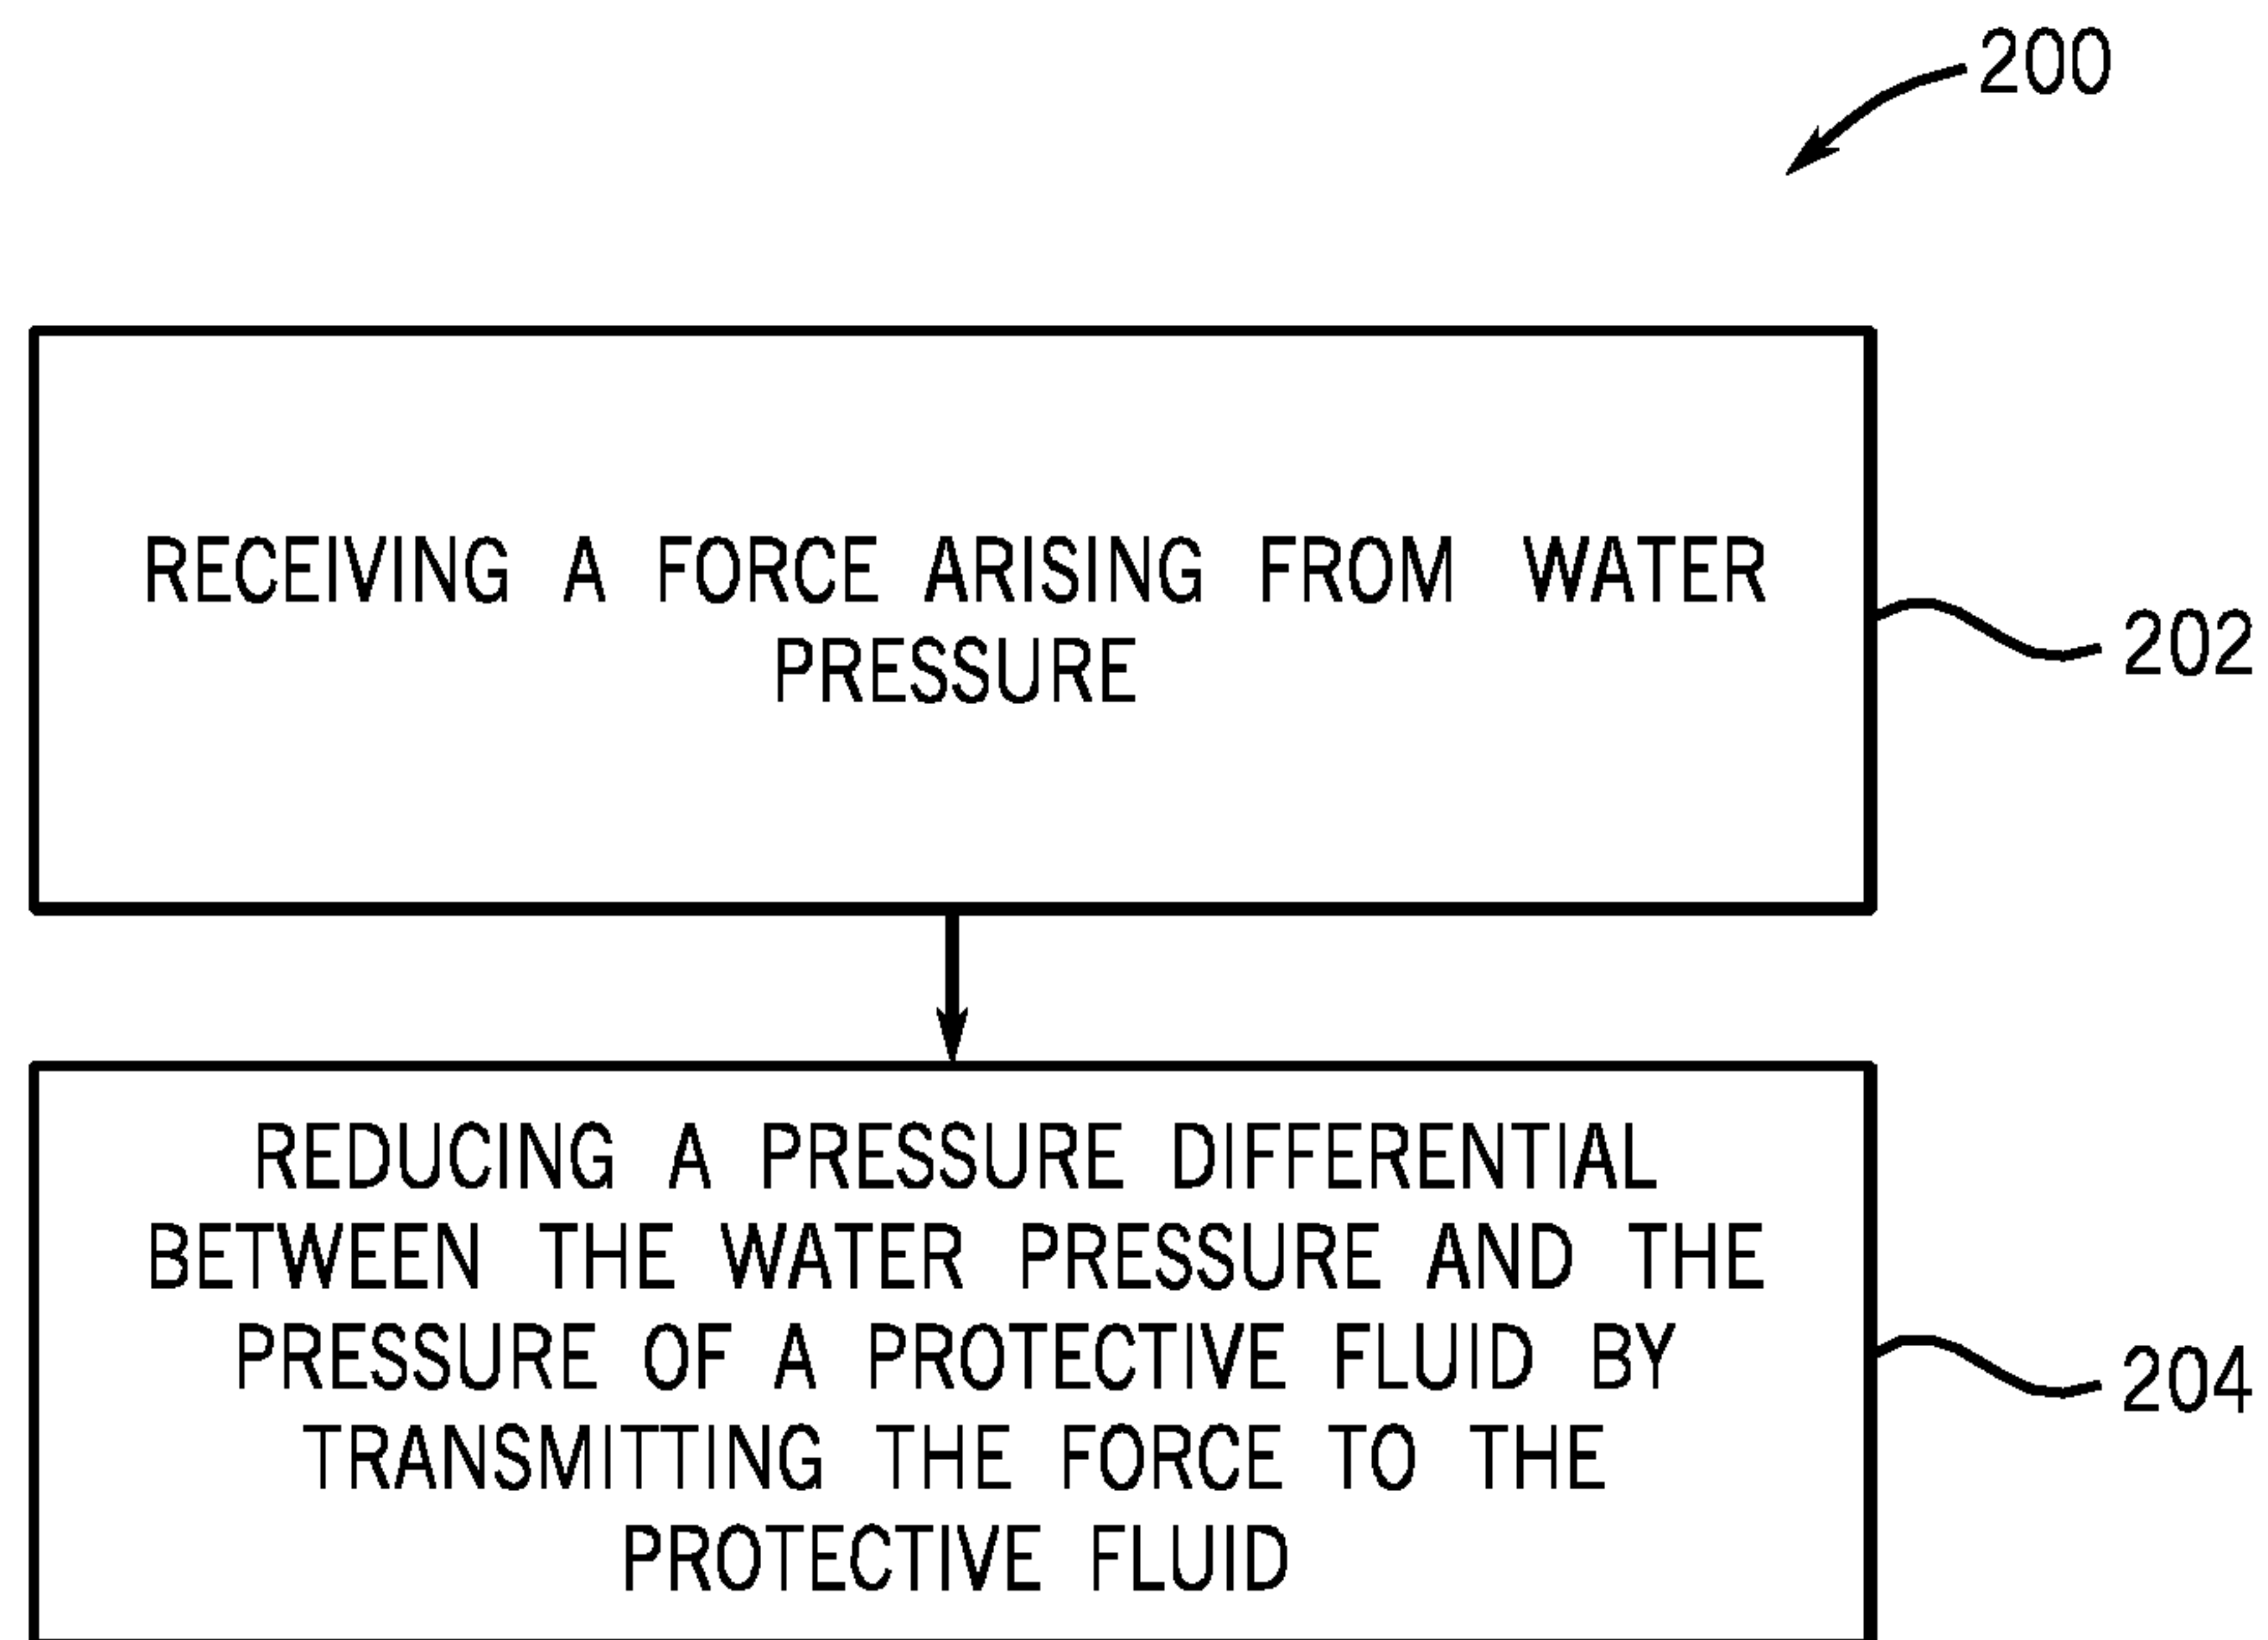 200
RECEIVING A FORCE ARISING FROM WATER
PRESSURE
202
REDUCING A PRESSURE DIFFERENTIAL
BETWEEN THE WATER PRESSURE AND THE
PRESSURE OF A PROTECTIVE FLUID BY
TRANSMITTING THE FORCE TO THE
PROTECTIVE FLUID
204